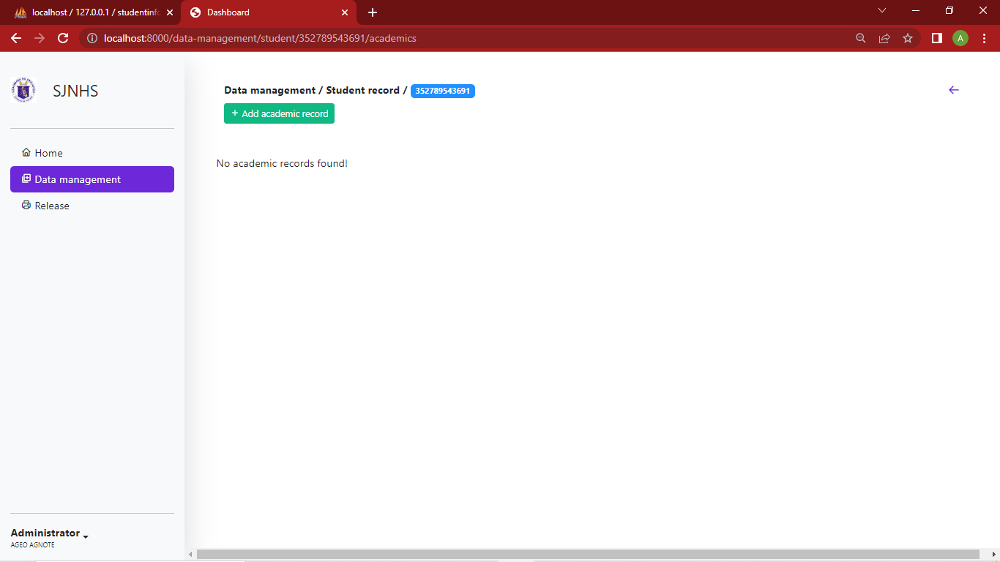 localhost / 127.0.0.1 / studentinfo
Dashboard
localhost:8000/data-management/student/352789543691/academics
A
SJNHS
Data management / Student record / 352789543691
+ Add academic record
Home
Data management
Release
No academic records found!
Administrator
AGEO AGNOTE